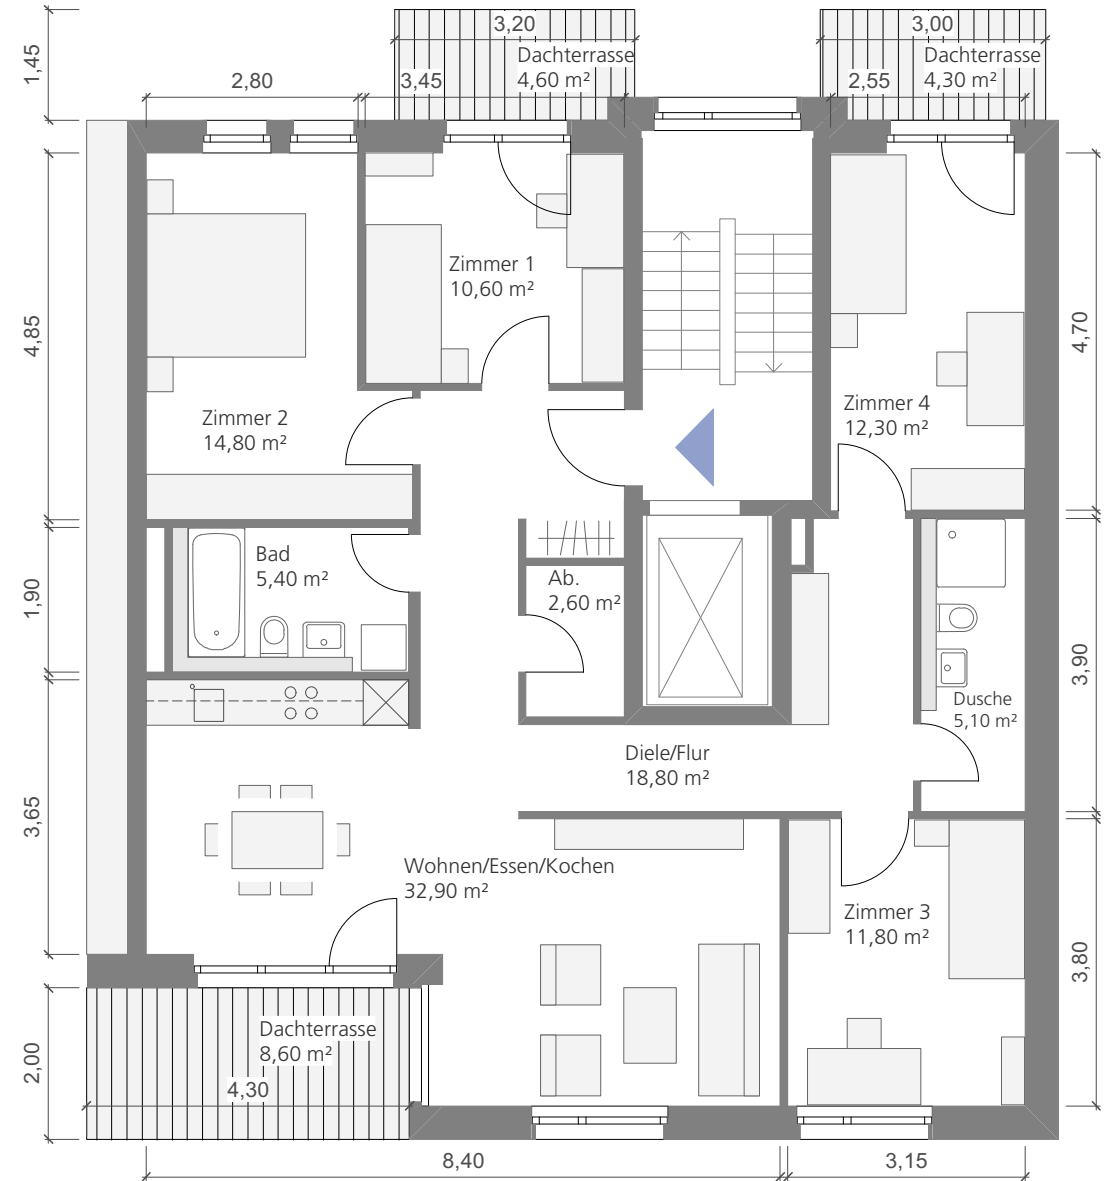 3,20
Dachterrasse
4,60 m²
3,00
Dachterrasse
4,30 m²
1,45
2,80
3,45
2,55
4,85
Zimmer 1
10,60 m²
Zimmer 2
14,80 m²
Zimmer 4
12,30 m²
4,70
1,90
Bad
5,40 m²
Ab.
2,60 m²
3,90
Dusche
5,10 m²
Diele/Flur
18,80 m²
3,65
Wohnen/Essen/Kochen
32,90 m²
Zimmer 3
11,80 m²
3,80
2,00
Dachterrasse
8,60 m²
4,30
8,40
3,15